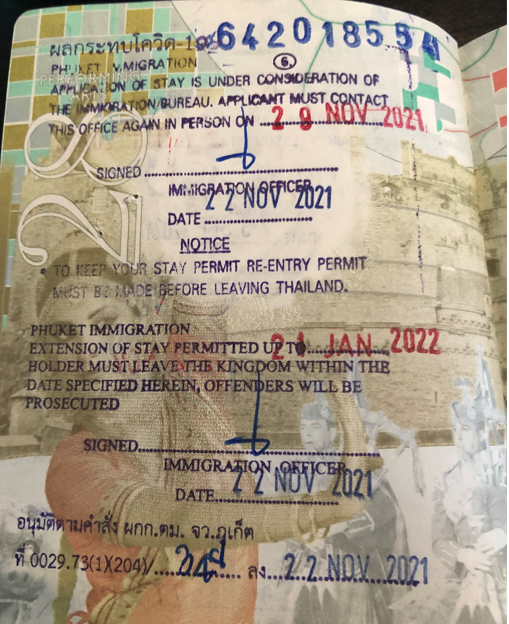 ผลกระทบโควิด-19 6420185594
PERFORMING
ARTS
6
PHUKET IMMIGRATION
APPLICATION OF STAY IS UNDER CONSIDERATION OF
THE IMMIGRATION BUREAU. APPLICANT MUST CONTACT
THIS OFFICE AGAIN IN PERSON ON 29 NOV 2021
SIGNED
IMMIGRATION OFFICER
DATE 22 NOV 2021
NOTICE
• TO KEEP YOUR STAY PERMIT RE-ENTRY PERMIT
MUST BE MADE BEFORE LEAVING THAILAND.
PHUKET IMMIGRATION
EXTENSION OF STAY PERMITTED UP TO 21 JAN 2022
HOLDER MUST LEAVE THE KINGDOM WITHIN THE
DATE SPECIFIED HEREIN, OFFENDERS WILL BE
PROSECUTED
SIGNED
IMMIGRATION OFFICER
DATE 22 NOV 2021
อนุมัติตามคำสั่ง ผกก.ตม. จว.ภูเก็ต
ที่ 0029.73(1)(204)/ ลง 22 NOV 2021